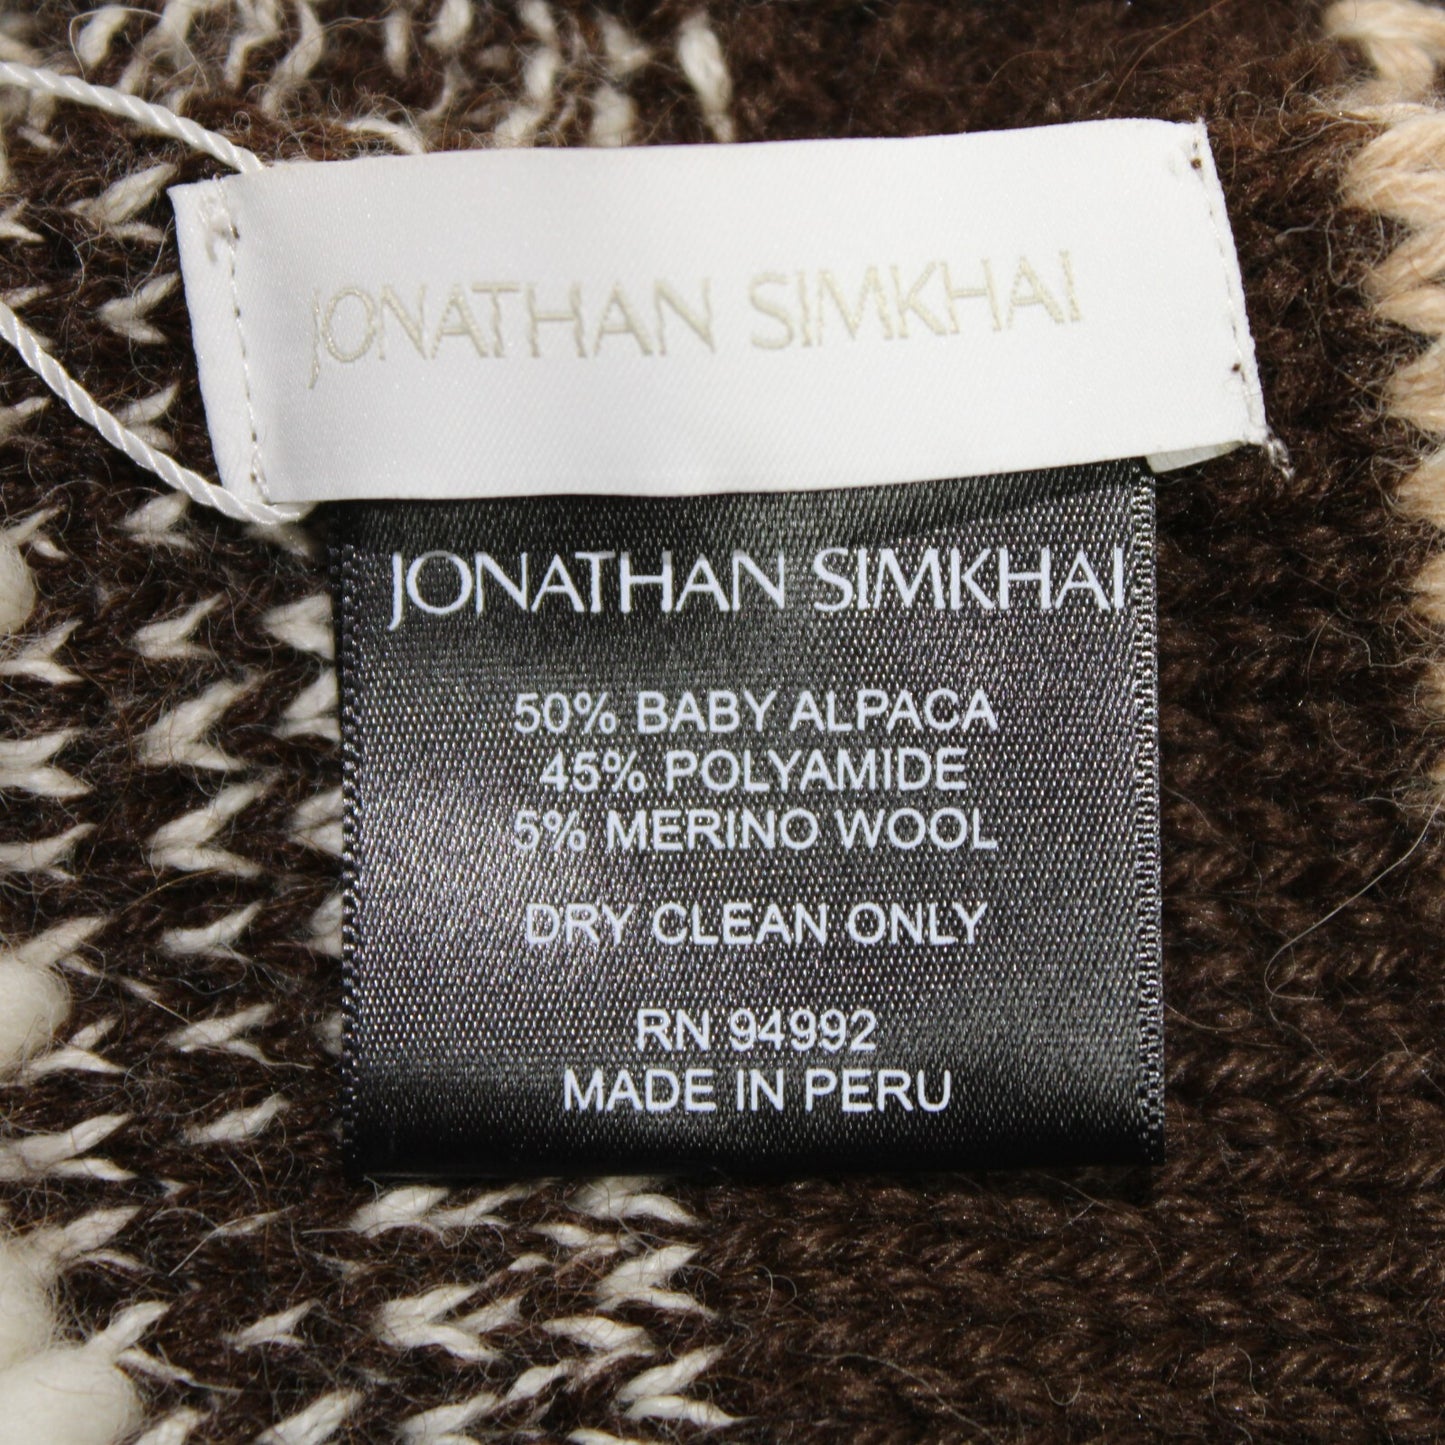 JONATHAN SIMKHAI
JONATHAN SIMKHAI
50% BABY ALPACA
45% POLYAMIDE
5% MERINO WOOL
DRY CLEAN ONLY
RN 94992
MADE IN PERU